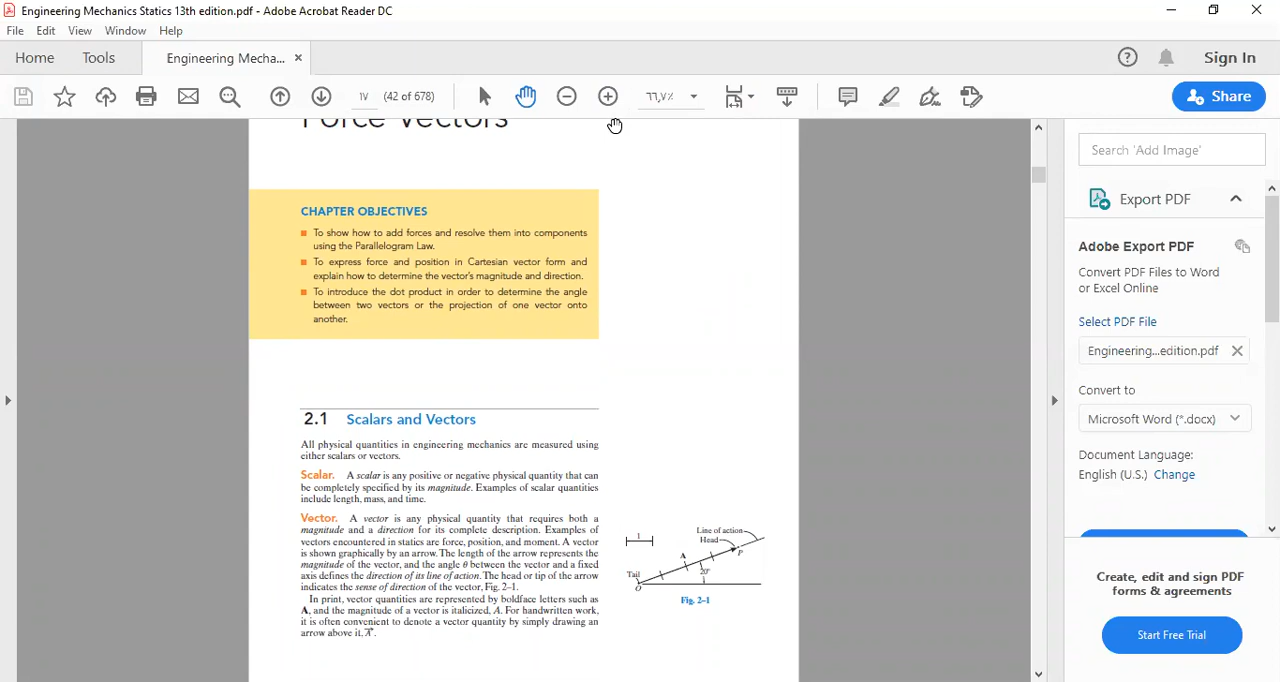 Engineering Mechanics Statics 13th edition.pdf - Adobe Acrobat Reader DC
File Edit View Window Help
Home Tools Engineering Mecha... × Sign In
١٧ (42 of 678) ٦٦,٧٪ Share
Force Vectors
CHAPTER OBJECTIVES
To show how to add forces and resolve them into components
using the Parallelogram Law.
To express force and position in Cartesian vector form and
explain how to determine the vector's magnitude and direction.
To introduce the dot product in order to determine the angle
between two vectors or the projection of one vector onto
another.
2.1 Scalars and Vectors
All physical quantities in engineering mechanics are measured using
either scalars or vectors.
Scalar. A scalar is any positive or negative physical quantity that can
be completely specified by its magnitude. Examples of scalar quantities
include length, mass, and time.
Vector. A vector is any physical quantity that requires both a
magnitude and a direction for its complete description. Examples of
vectors encountered in statics are force, position, and moment. A vector
is shown graphically by an arrow. The length of the arrow represents the
magnitude of the vector, and the angle θ between the vector and a fixed
axis defines the direction of its line of action. The head or tip of the arrow
indicates the sense of direction of the vector, Fig. 2–1.
In print, vector quantities are represented by boldface letters such as
A, and the magnitude of a vector is italicized, A. For handwritten work,
it is often convenient to denote a vector quantity by simply drawing an
arrow above it, A⃗.
Line of action
1
Head
P
A
20°
Tail
O
Fig. 2–1
Search 'Add Image'
Export PDF
Adobe Export PDF
Convert PDF Files to Word
or Excel Online
Select PDF File
Engineering...edition.pdf
Convert to
Microsoft Word (*.docx)
Document Language:
English (U.S.) Change
Create, edit and sign PDF
forms & agreements
Start Free Trial